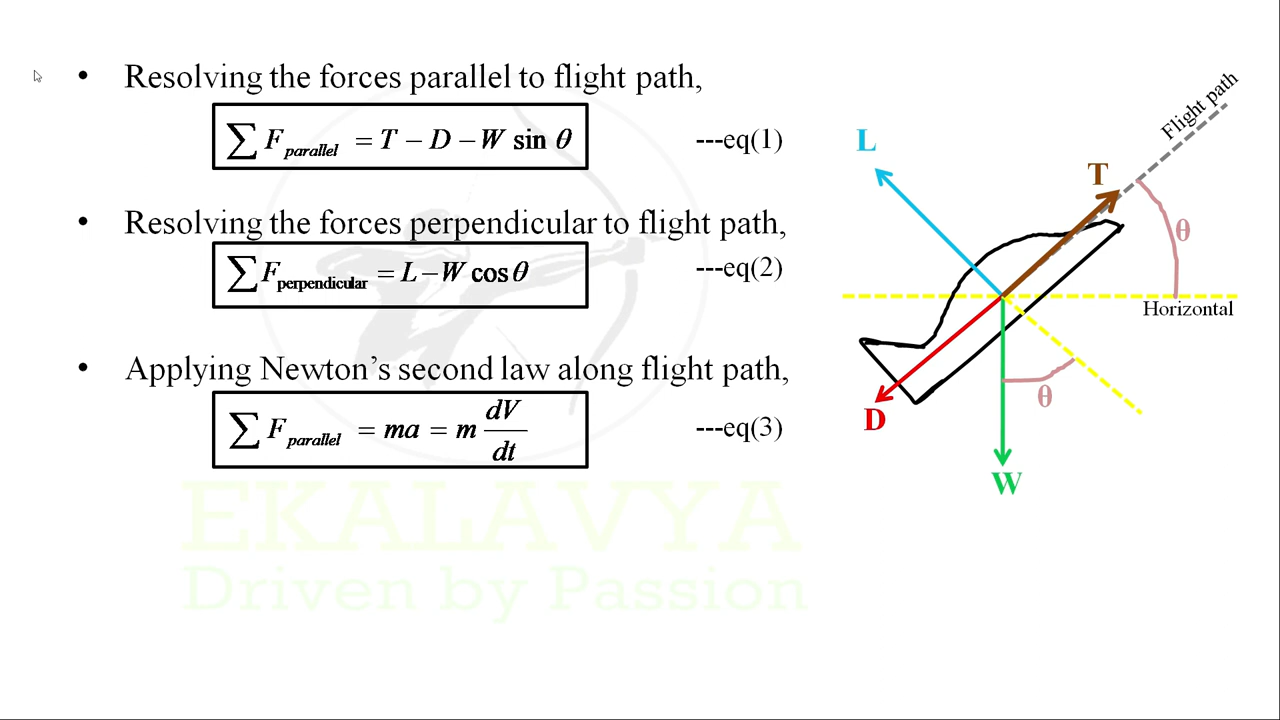 • Resolving the forces parallel to flight path,
∑ F_parallel = T − D − W sin θ ---eq(1)
• Resolving the forces perpendicular to flight path,
∑ F_perpendicular = L − W cos θ ---eq(2)
• Applying Newton's second law along flight path,
∑ F_parallel = ma = m dV/dt ---eq(3)
Flight path
L
T
θ
Horizontal
θ
D
W
EKALAVYA
Driven by Passion